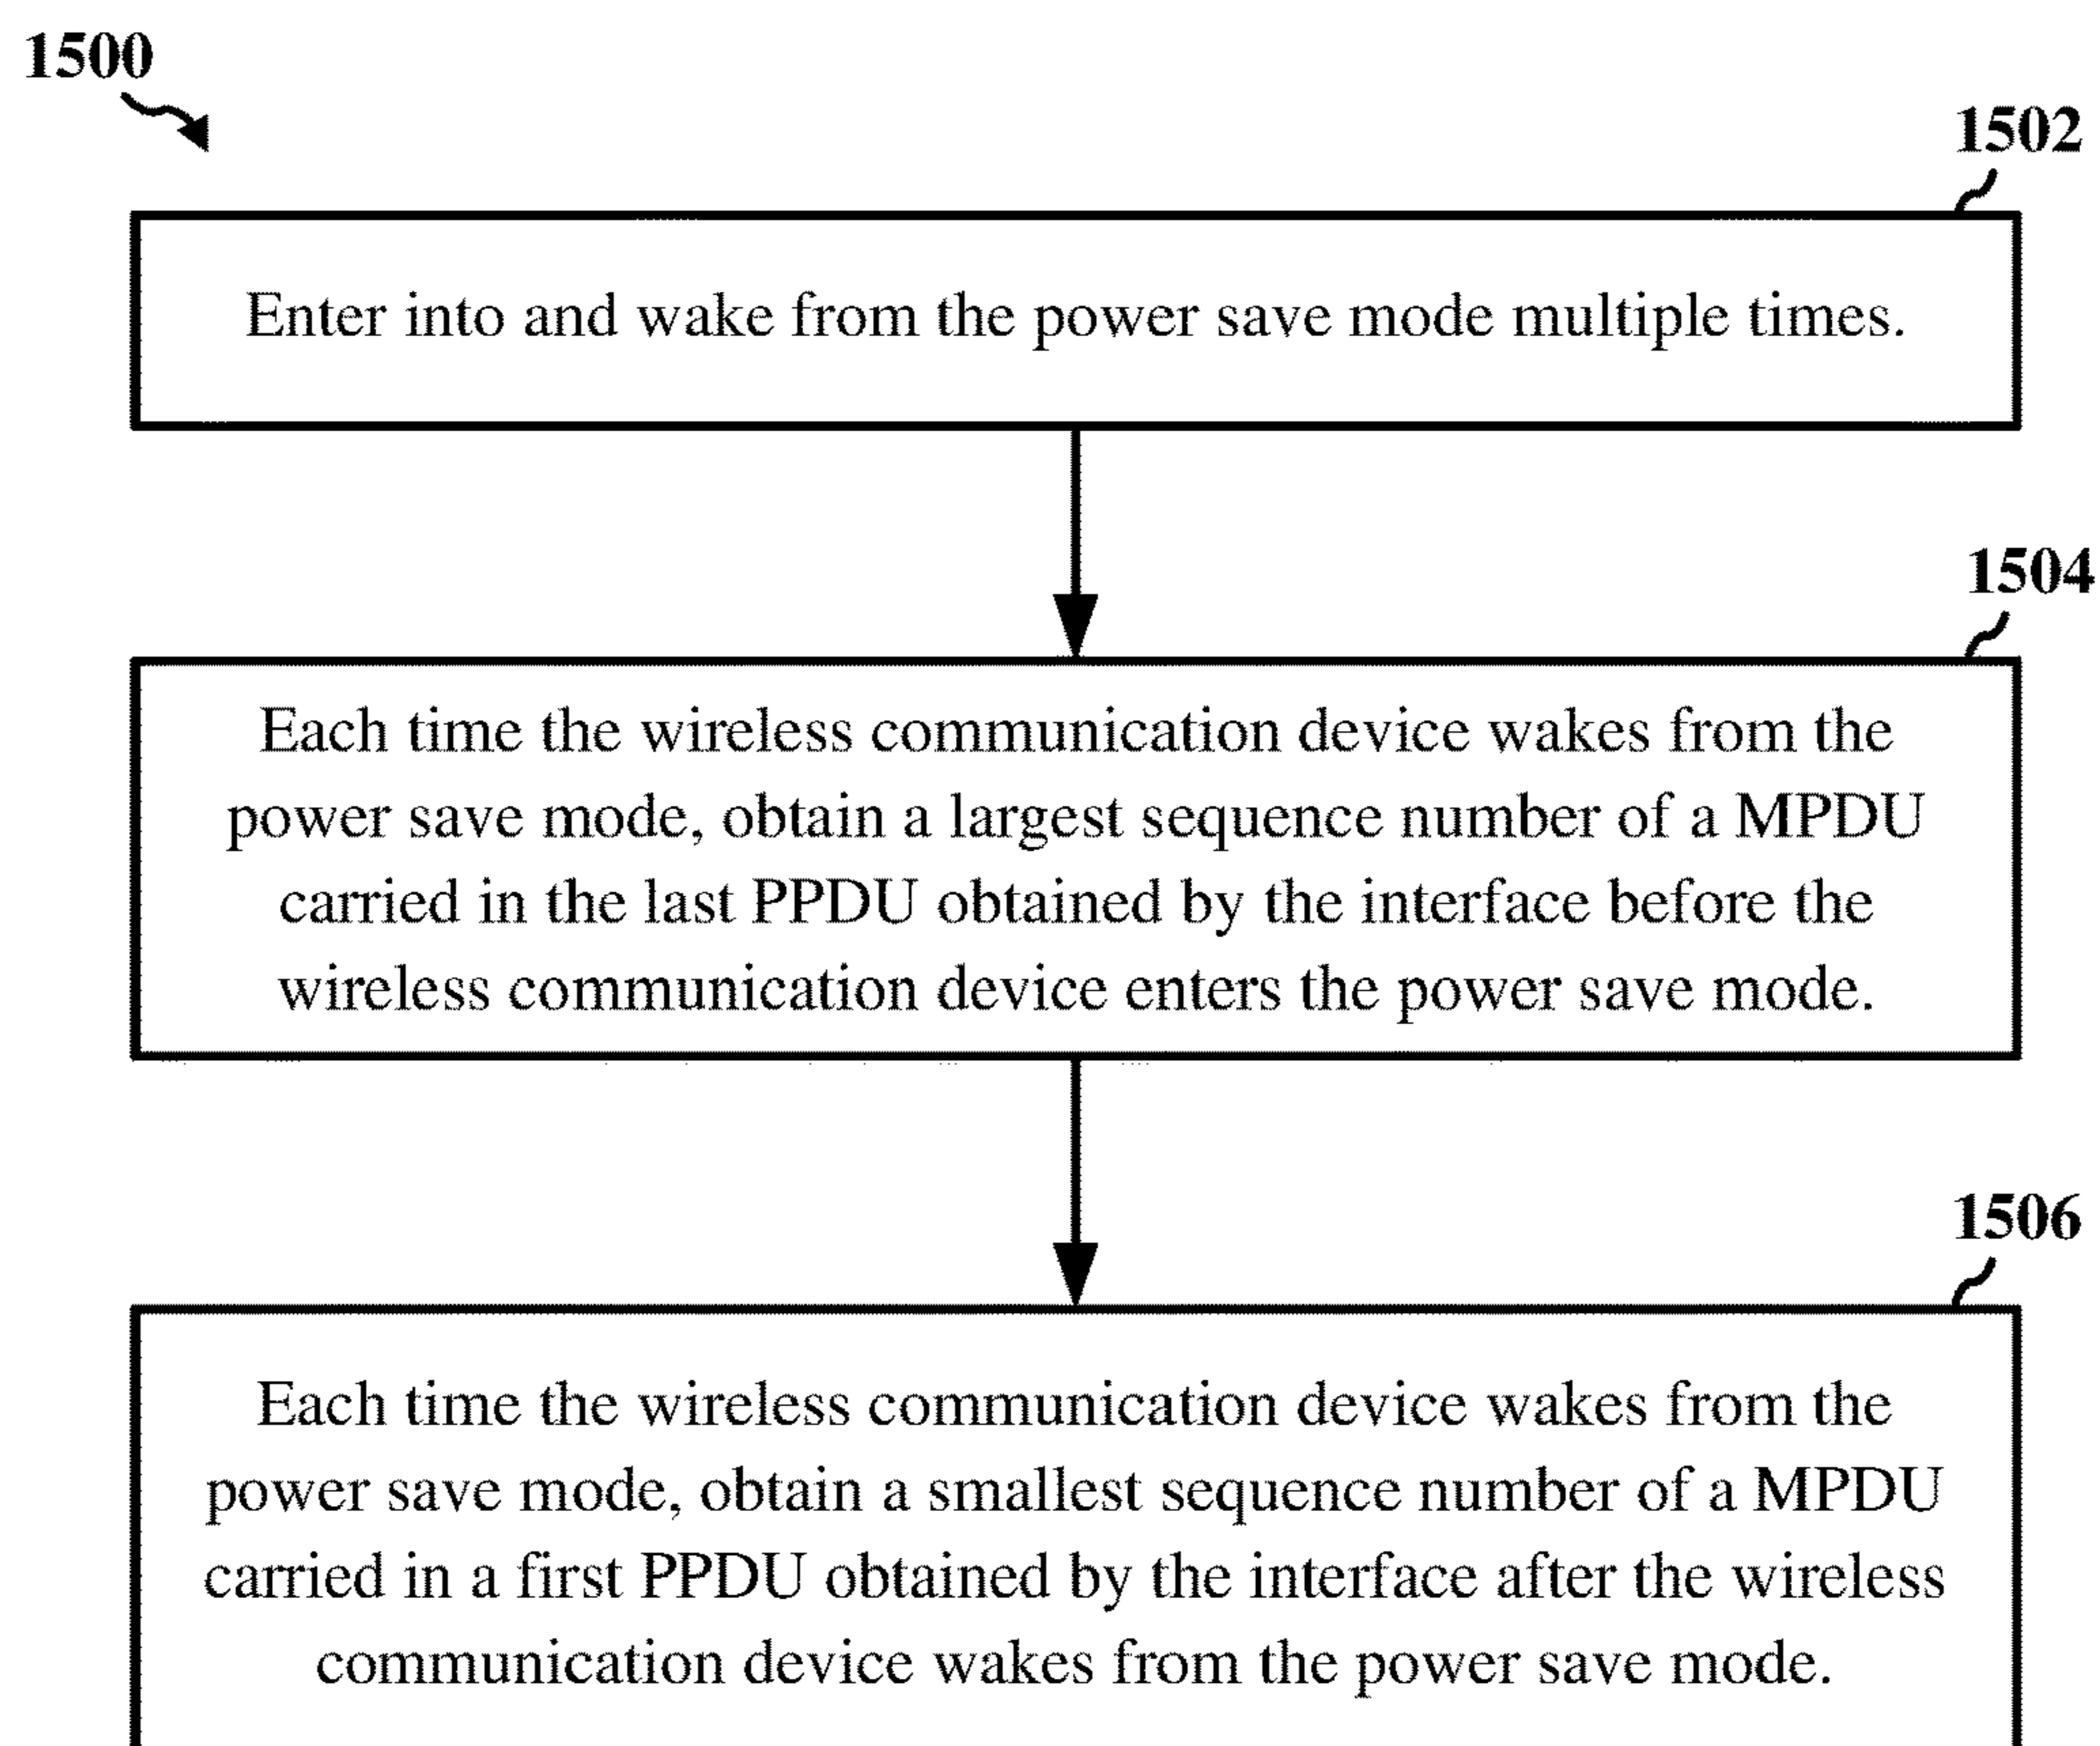 1500
1502
Enter into and wake from the power save mode multiple times.
1504
Each time the wireless communication device wakes from the
power save mode, obtain a largest sequence number of a MPDU
carried in the last PPDU obtained by the interface before the
wireless communication device enters the power save mode.
1506
Each time the wireless communication device wakes from the
power save mode, obtain a smallest sequence number of a MPDU
carried in a first PPDU obtained by the interface after the wireless
communication device wakes from the power save mode.